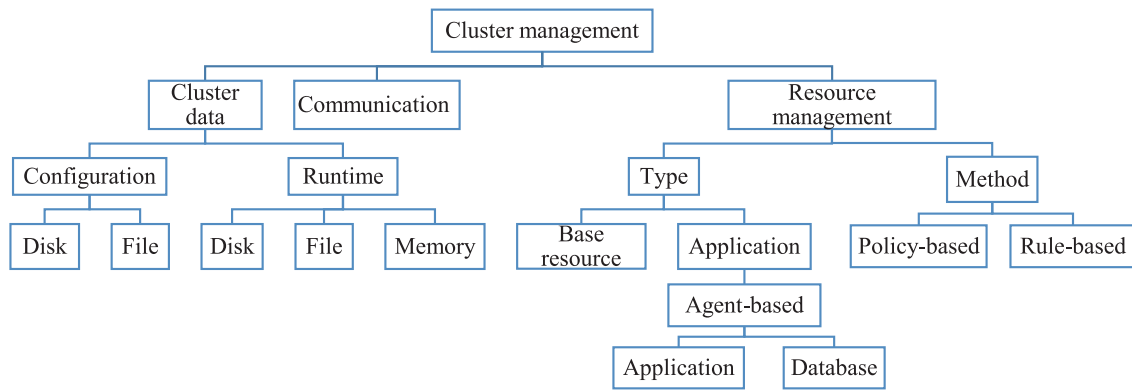 Cluster management
Cluster
data
Communication
Resource
management
Configuration
Runtime
Type
Method
Disk
File
Disk
File
Memory
Base
resource
Application
Policy-based
Rule-based
Agent-based
Application
Database